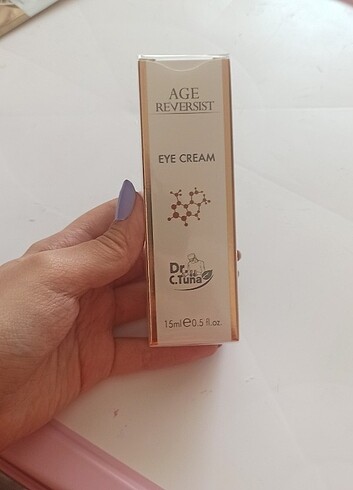 AGE
REVERSIST
EYE CREAM
Dr.
C.Tuna
15ml℮0.5 fl.oz.